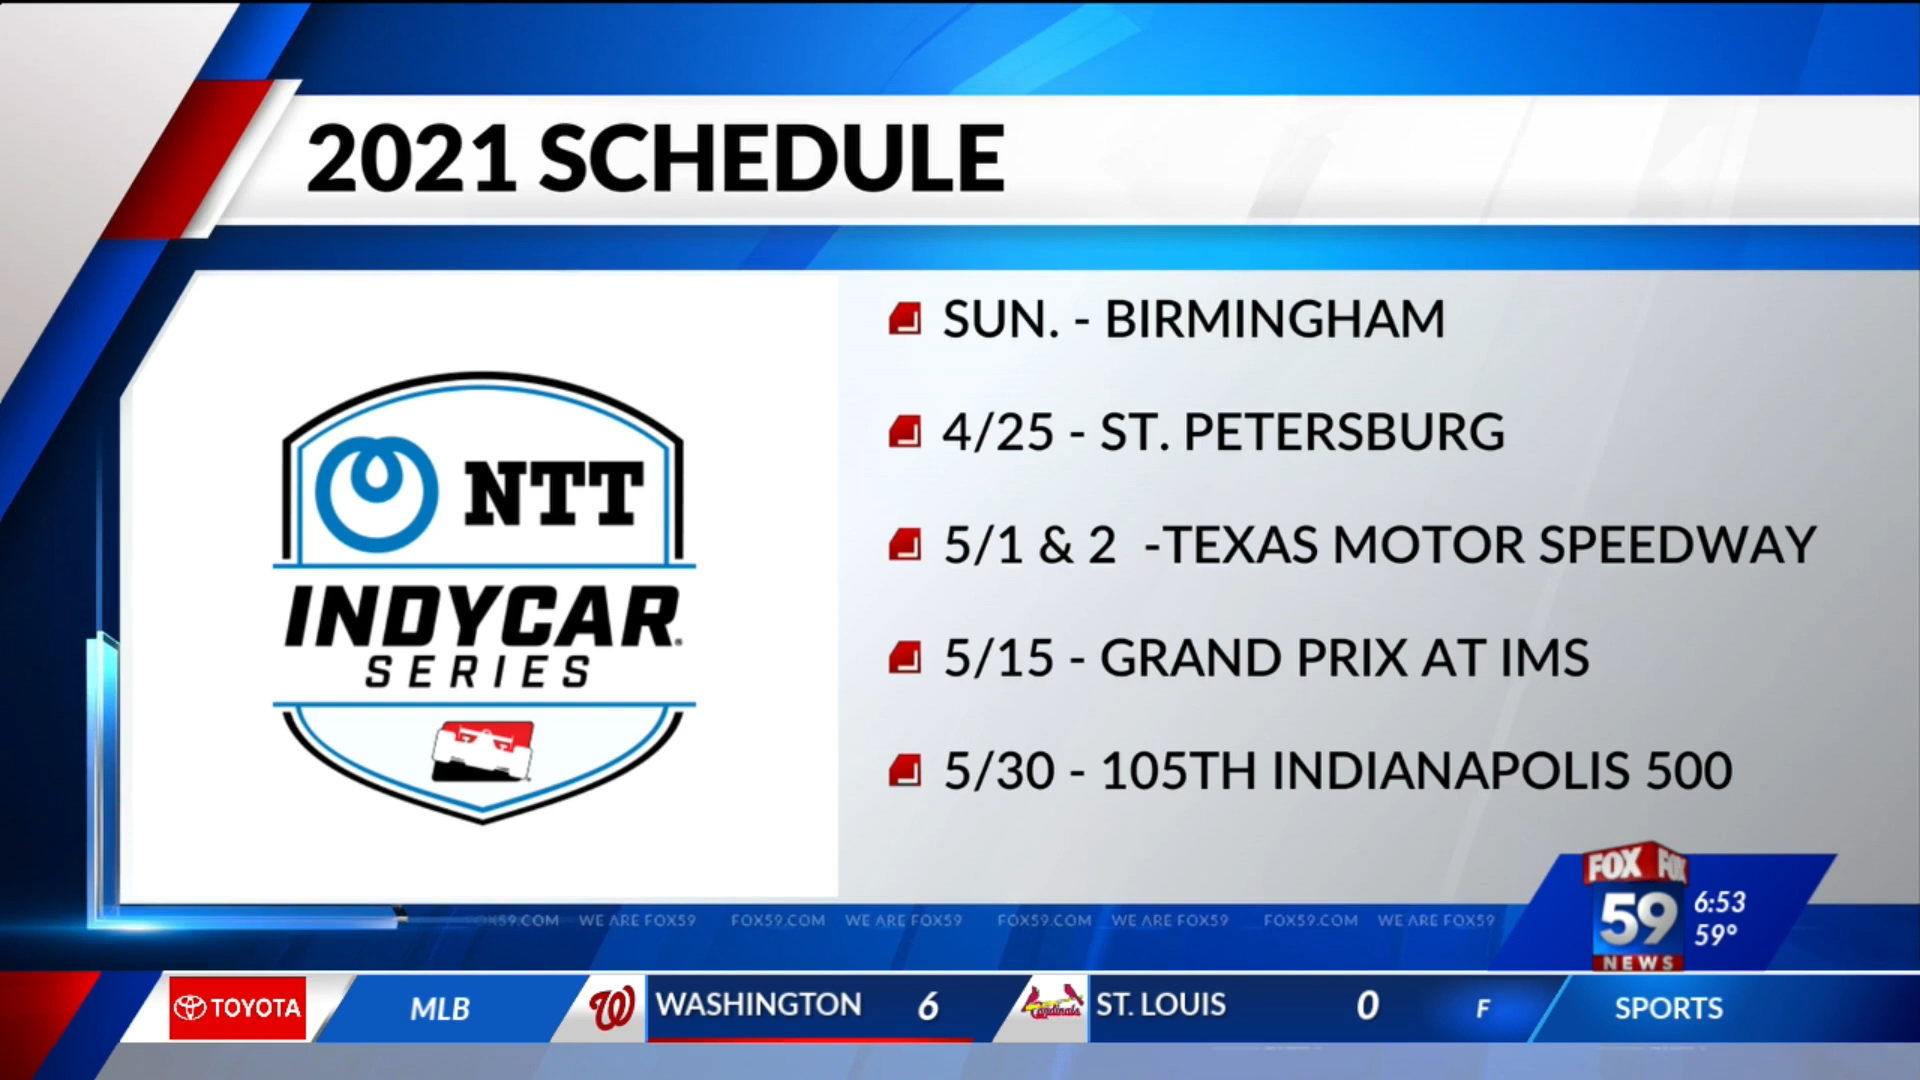 2021 SCHEDULE
SUN. - BIRMINGHAM
4/25 - ST. PETERSBURG
5/1 & 2 -TEXAS MOTOR SPEEDWAY
5/15 - GRAND PRIX AT IMS
5/30 - 105TH INDIANAPOLIS 500
NTT
INDYCAR
SERIES
FOX59.COM WE ARE FOX59 FOX59.COM WE ARE FOX59 FOX59.COM WE ARE FOX59 FOX59.COM WE ARE FOX59
FOX FOX
59
NEWS
6:53
59°
TOYOTA MLB W WASHINGTON 6 Cardinals ST. LOUIS 0 F SPORTS